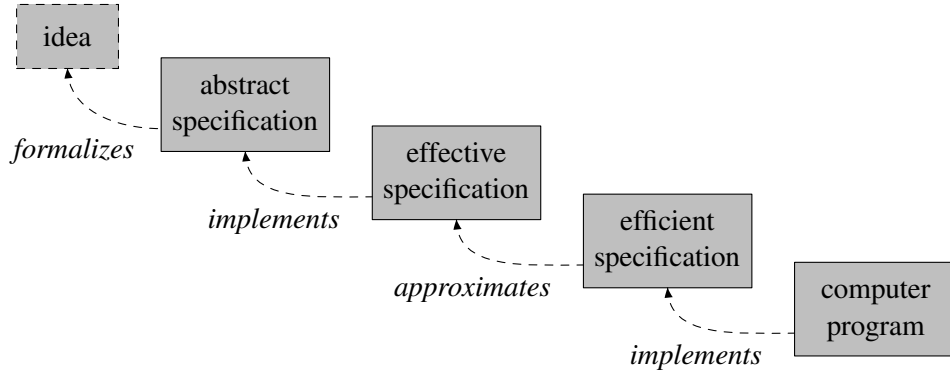 idea
abstract
specification
formalizes
effective
specification
implements
efficient
specification
approximates
computer
program
implements